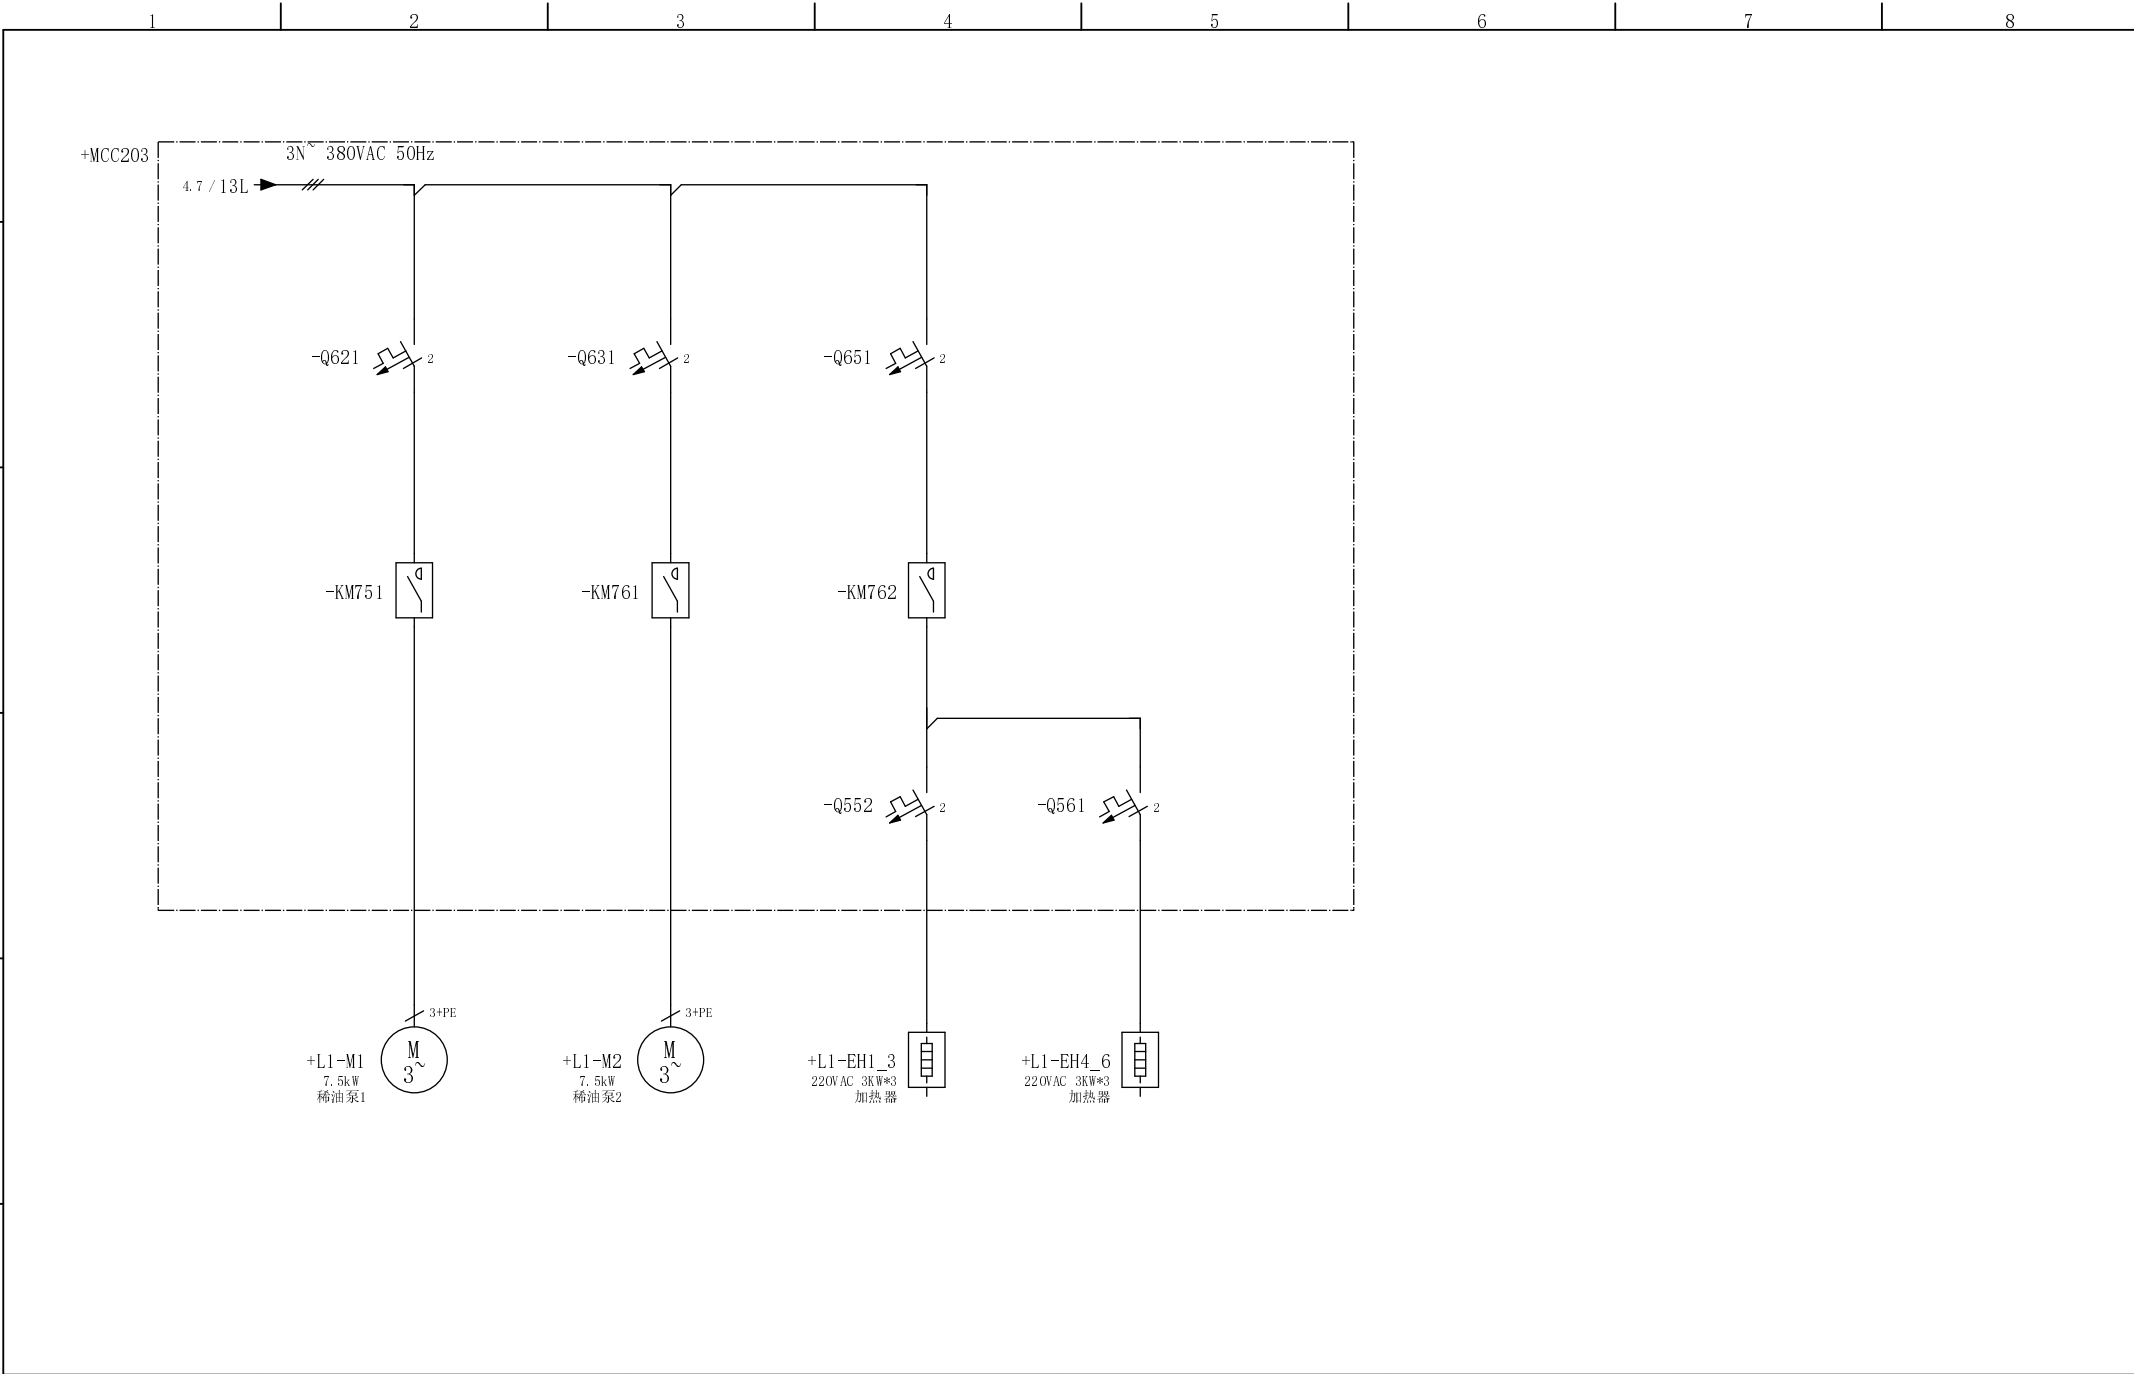 1 2 3 4 5 6 7 8
+MCC203
3N~ 380VAC 50Hz
4.7 / 13L
-Q621 2
-Q631 2
-Q651 2
-KM751
-KM761
-KM762
-Q552 2
-Q561 2
3+PE
3+PE
+L1-M1
7.5kW
稀油泵1
M
3~
+L1-M2
7.5kW
稀油泵2
M
3~
+L1-EH1_3
220VAC 3KW*3
加热器
+L1-EH4_6
220VAC 3KW*3
加热器